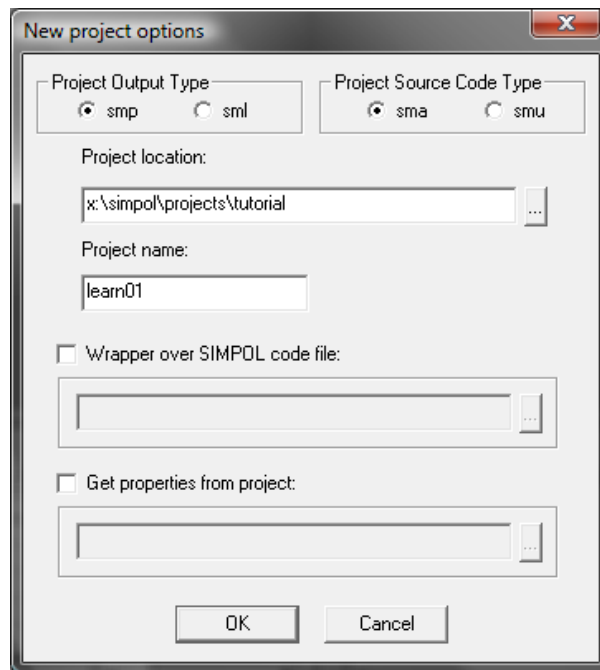 New project options
Project Output Type
smp sml
Project Source Code Type
sma smu
Project location:
x:\simpol\projects\tutorial
...
Project name:
learn01
Wrapper over SIMPOL code file:
...
Get properties from project:
...
OK Cancel